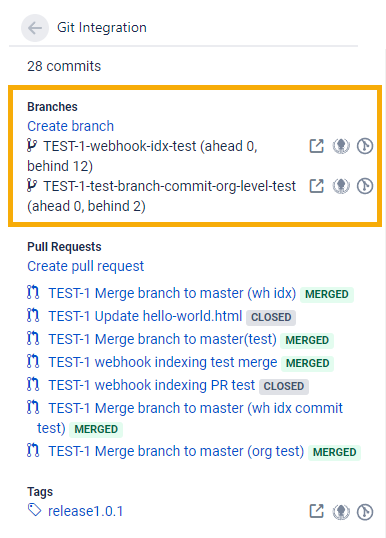 Git Integration
28 commits
Branches
Create branch
TEST-1-webhook-idx-test (ahead 0,
behind 12)
TEST-1-test-branch-commit-org-level-test
(ahead 0, behind 2)
Pull Requests
Create pull request
TEST-1 Merge branch to master (wh idx) MERGED
TEST-1 Update hello-world.html CLOSED
TEST-1 Merge branch to master(test) MERGED
TEST-1 webhook indexing test merge MERGED
TEST-1 webhook indexing PR test CLOSED
TEST-1 Merge branch to master (wh idx commit
test) MERGED
TEST-1 Merge branch to master (org test) MERGED
Tags
release1.0.1